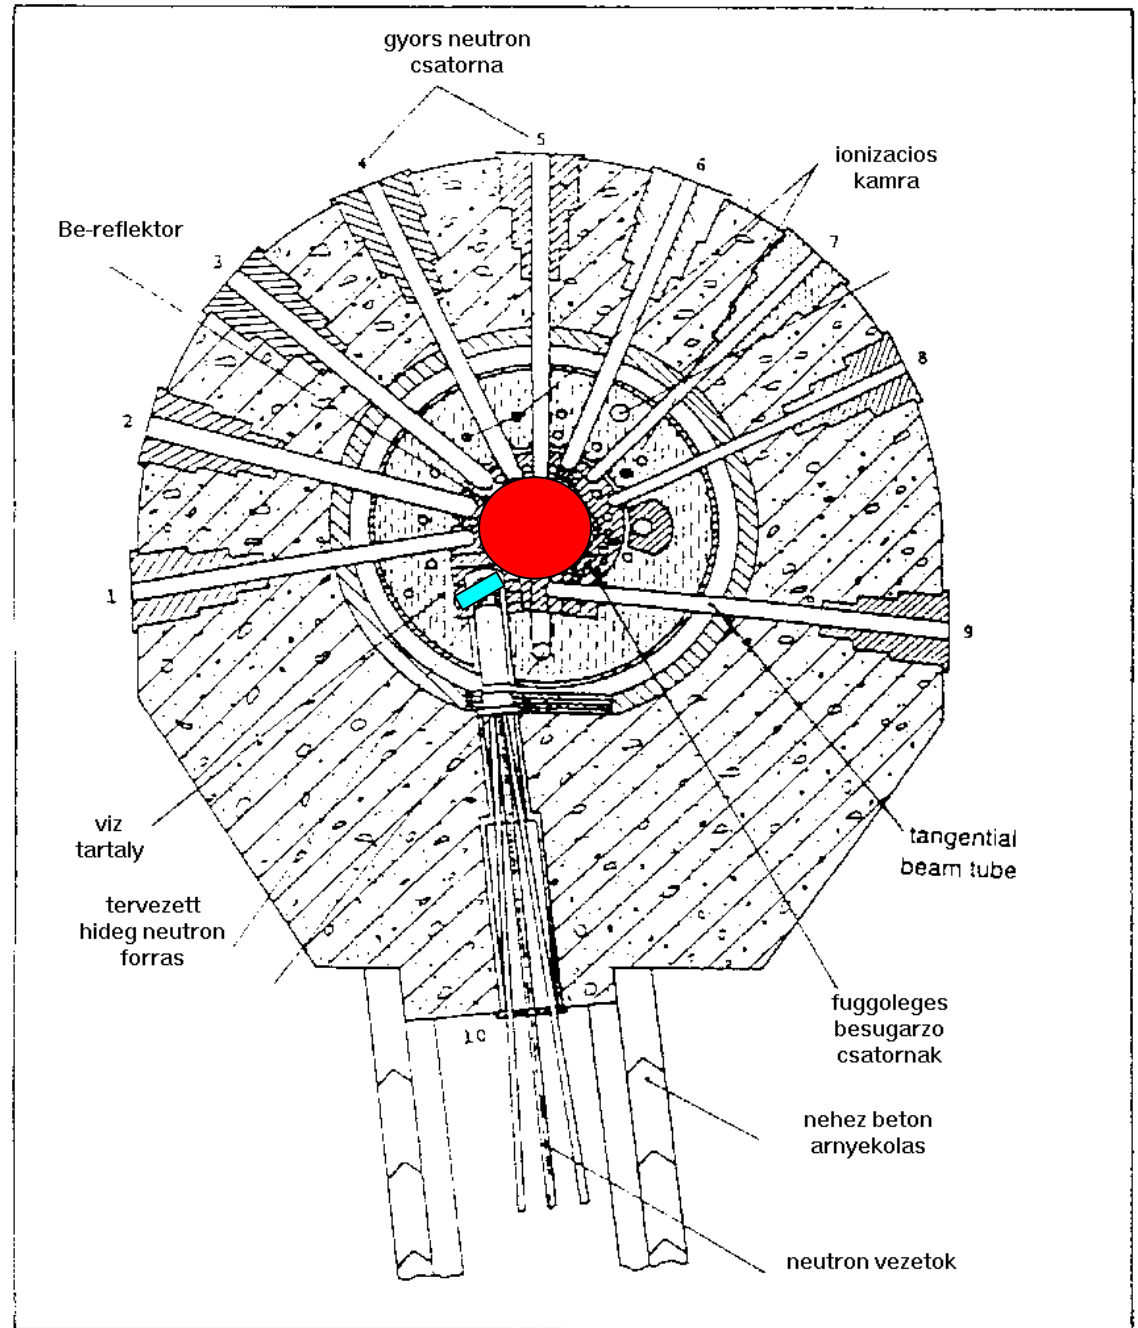 gyors neutron
csatorna
5
4
6
ionizacios
kamra
Be-reflektor
7
3
8
2
1
9
viz
tartaly
tangential
beam tube
tervezett
hideg neutron
forras
fuggoleges
besugarzo
csatornak
10
nehez beton
arnyekolas
neutron vezetok